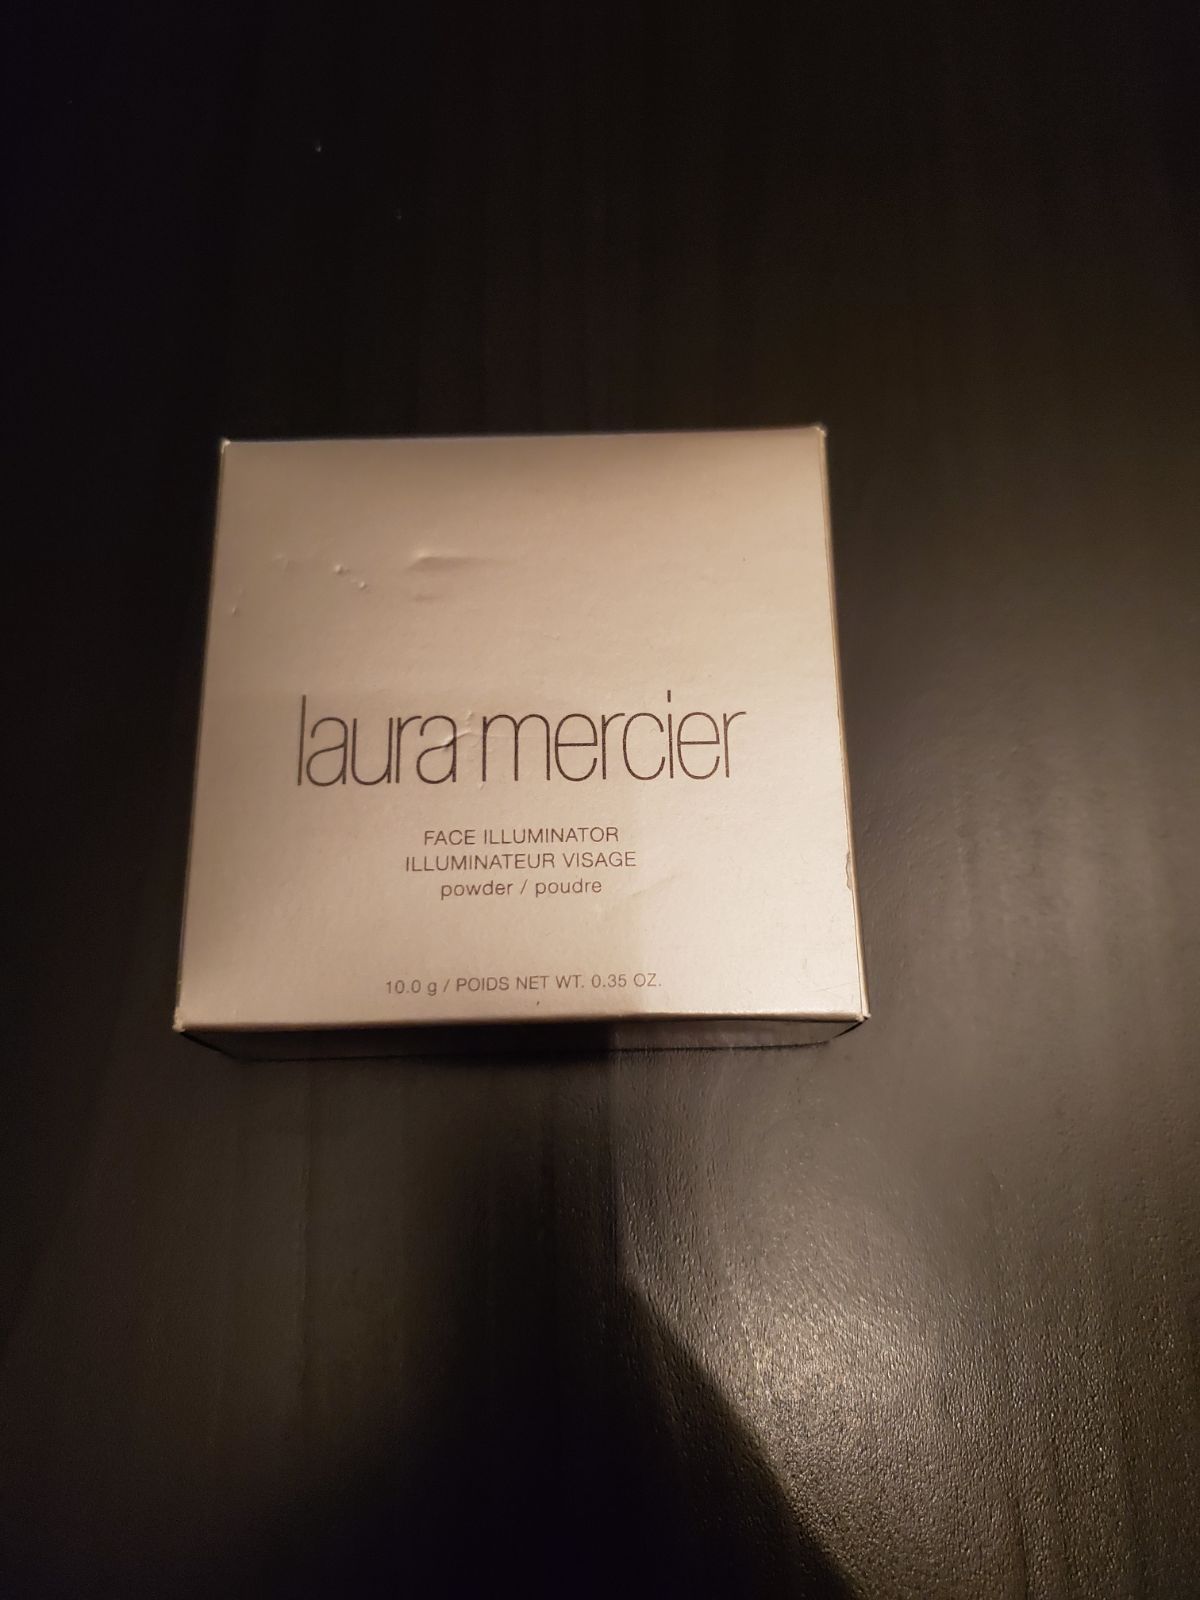 laura mercier
FACE ILLUMINATOR
ILLUMINATEUR VISAGE
powder / poudre
10.0 g / POIDS NET WT. 0.35 OZ.